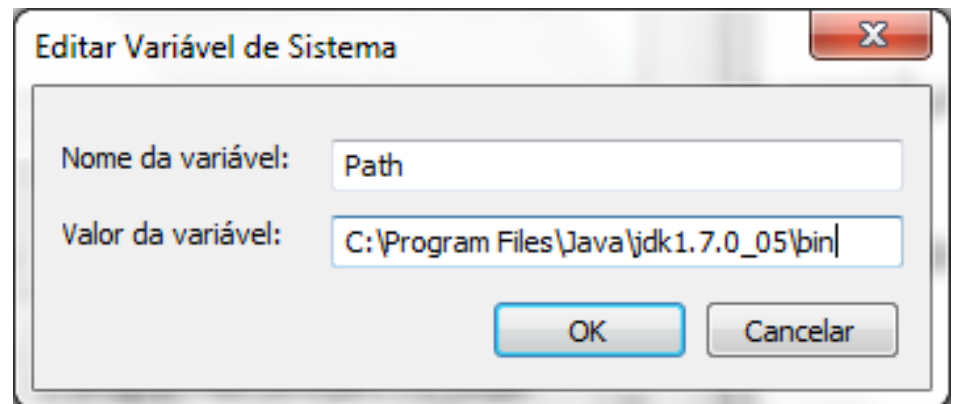 Editar Variável de Sistema
Nome da variável: Path
Valor da variável: C:\Program Files\Java\jdk1.7.0_05\bin
OK Cancelar